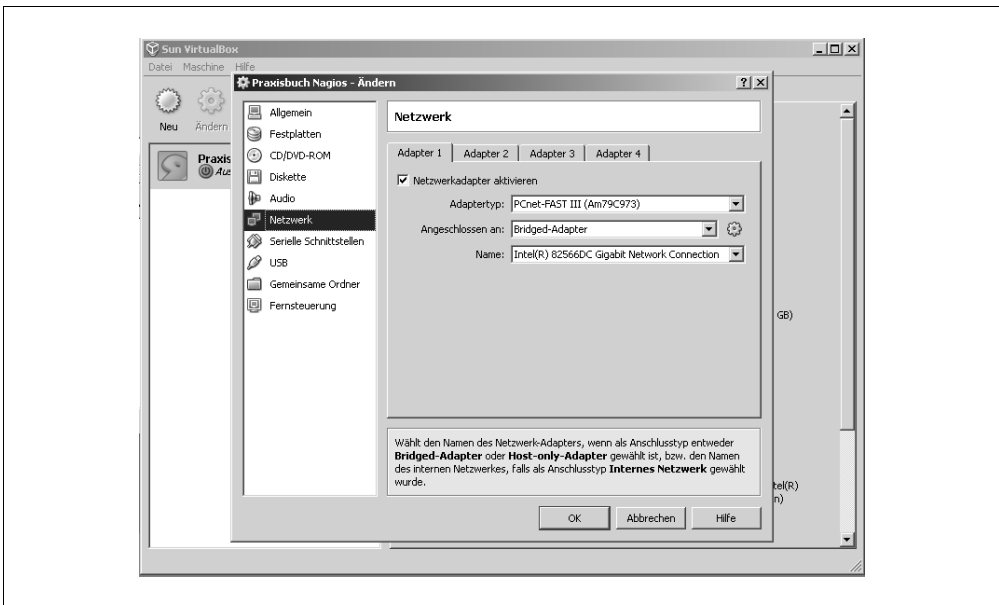 Sun VirtualBox
Datei Maschine Hilfe
Neu Ändern
Praxis
Aus
GB)
tel(R)
n)
Praxisbuch Nagios - Ändern
Allgemein
Festplatten
CD/DVD-ROM
Diskette
Audio
Netzwerk
Serielle Schnittstellen
USB
Gemeinsame Ordner
Fernsteuerung
Netzwerk
Adapter 1 Adapter 2 Adapter 3 Adapter 4
Netzwerkadapter aktivieren
Adaptertyp: PCnet-FAST III (Am79C973)
Angeschlossen an: Bridged-Adapter
Name: Intel(R) 82566DC Gigabit Network Connection
Wählt den Namen des Netzwerk-Adapters, wenn als Anschlusstyp entweder
Bridged-Adapter oder Host-only-Adapter gewählt ist, bzw. den Namen
des internen Netzwerkes, falls als Anschlusstyp Internes Netzwerk gewählt
wurde.
OK Abbrechen Hilfe